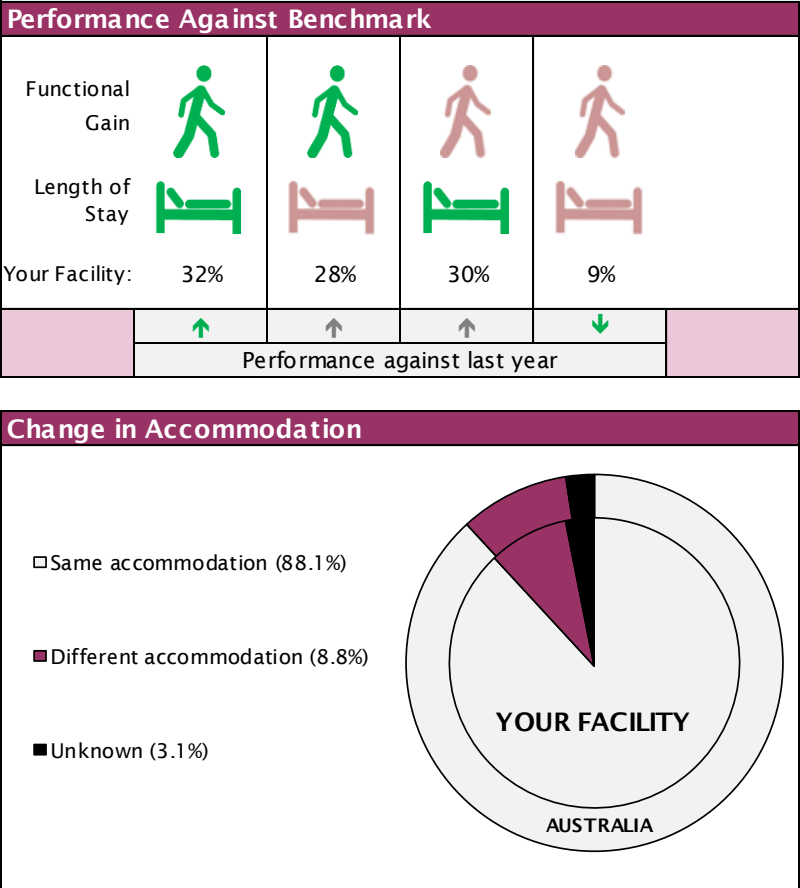 Performance Against Benchmark
Functional
Gain
Length of
Stay
Your Facility: 32% 28% 30% 9%
Performance against last year
Change in Accommodation
Same accommodation (88.1%)
Different accommodation (8.8%)
Unknown (3.1%)
YOUR FACILITY
AUSTRALIA